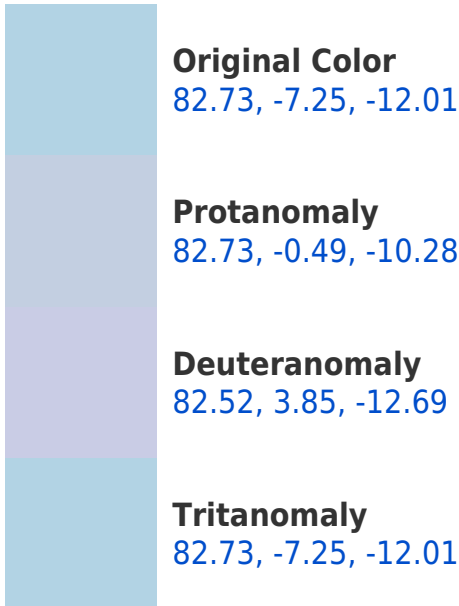 Original Color
82.73, -7.25, -12.01
Protanomaly
82.73, -0.49, -10.28
Deuteranomaly
82.52, 3.85, -12.69
Tritanomaly
82.73, -7.25, -12.01